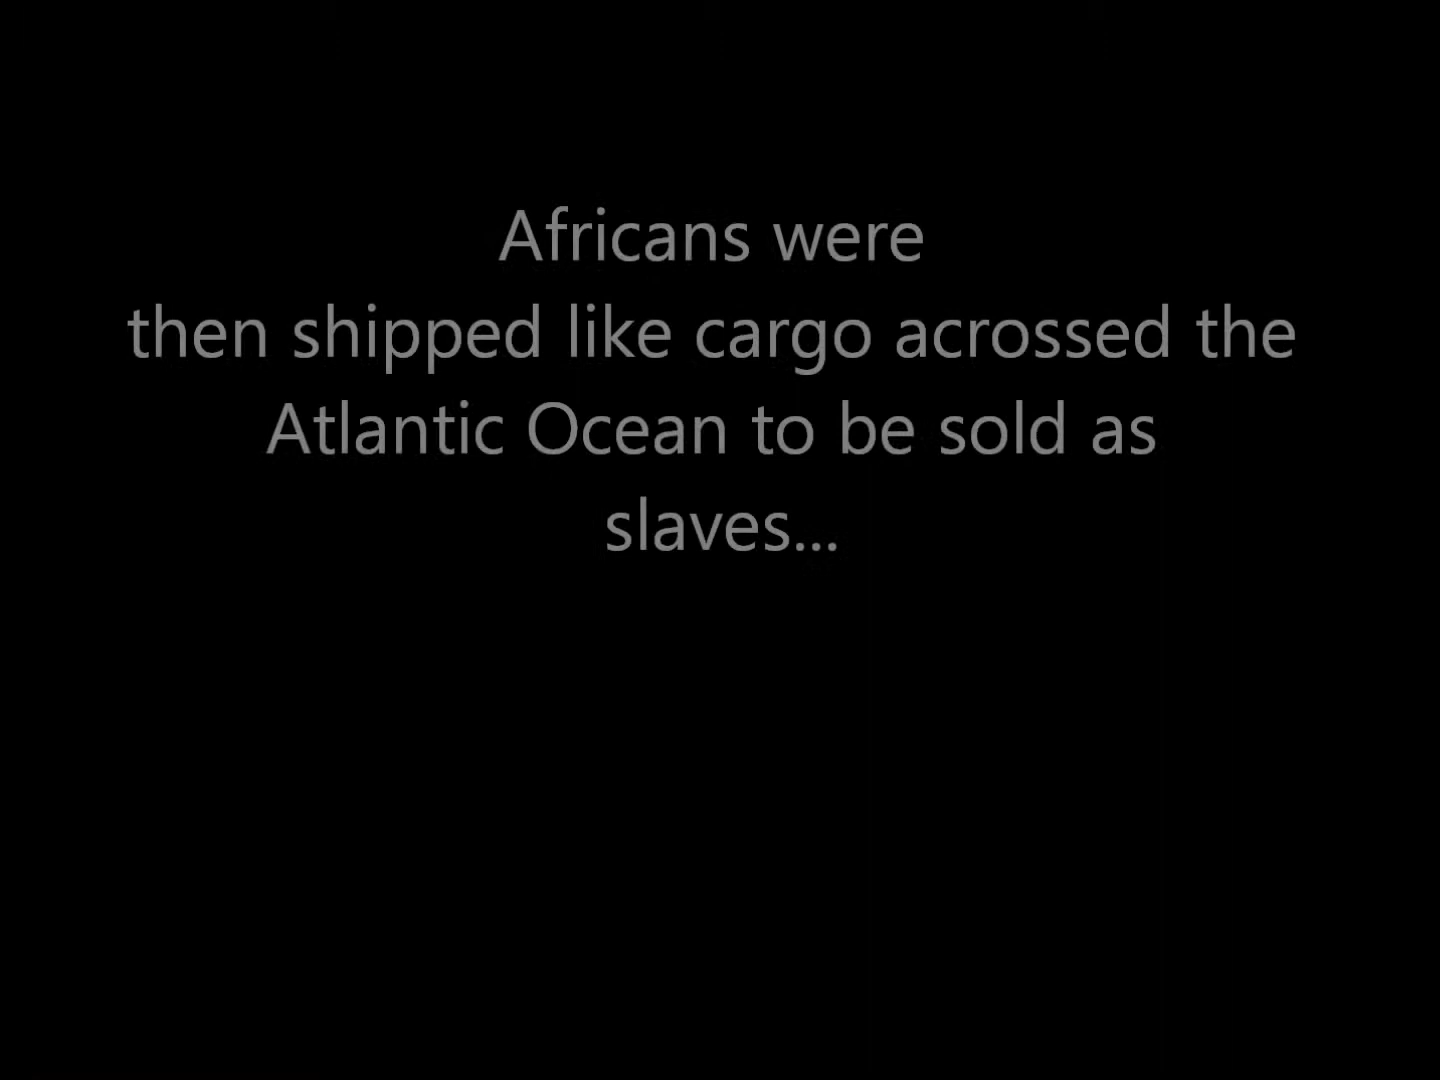 Africans were
then shipped like cargo acrossed the
Atlantic Ocean to be sold as
slaves...